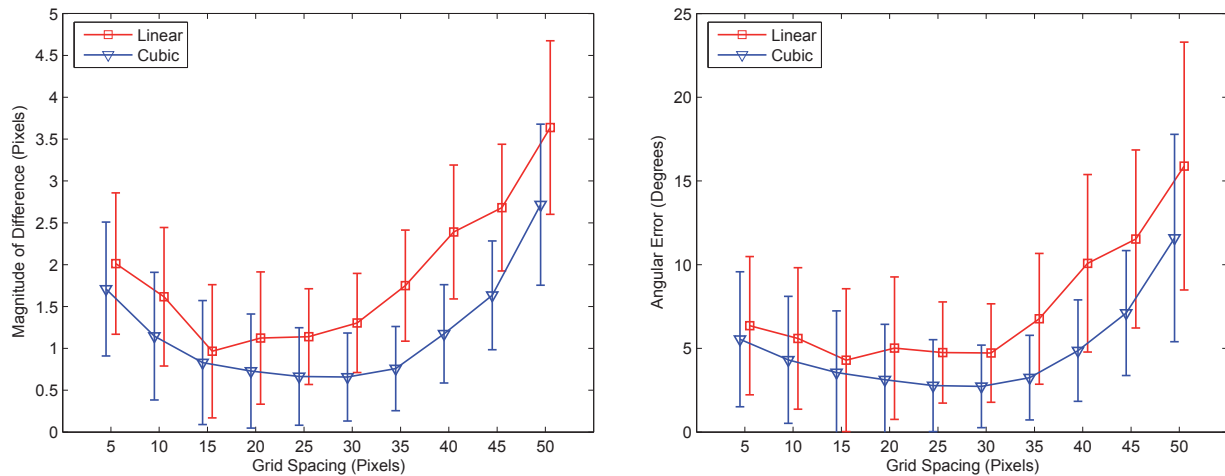 Magnitude of Difference (Pixels)
5
4.5
4
3.5
3
2.5
2
1.5
1
0.5
0
Linear
Cubic
5 10 15 20 25 30 35 40 45 50
Grid Spacing (Pixels)
Angular Error (Degrees)
25
20
15
10
5
0
Linear
Cubic
5 10 15 20 25 30 35 40 45 50
Grid Spacing (Pixels)